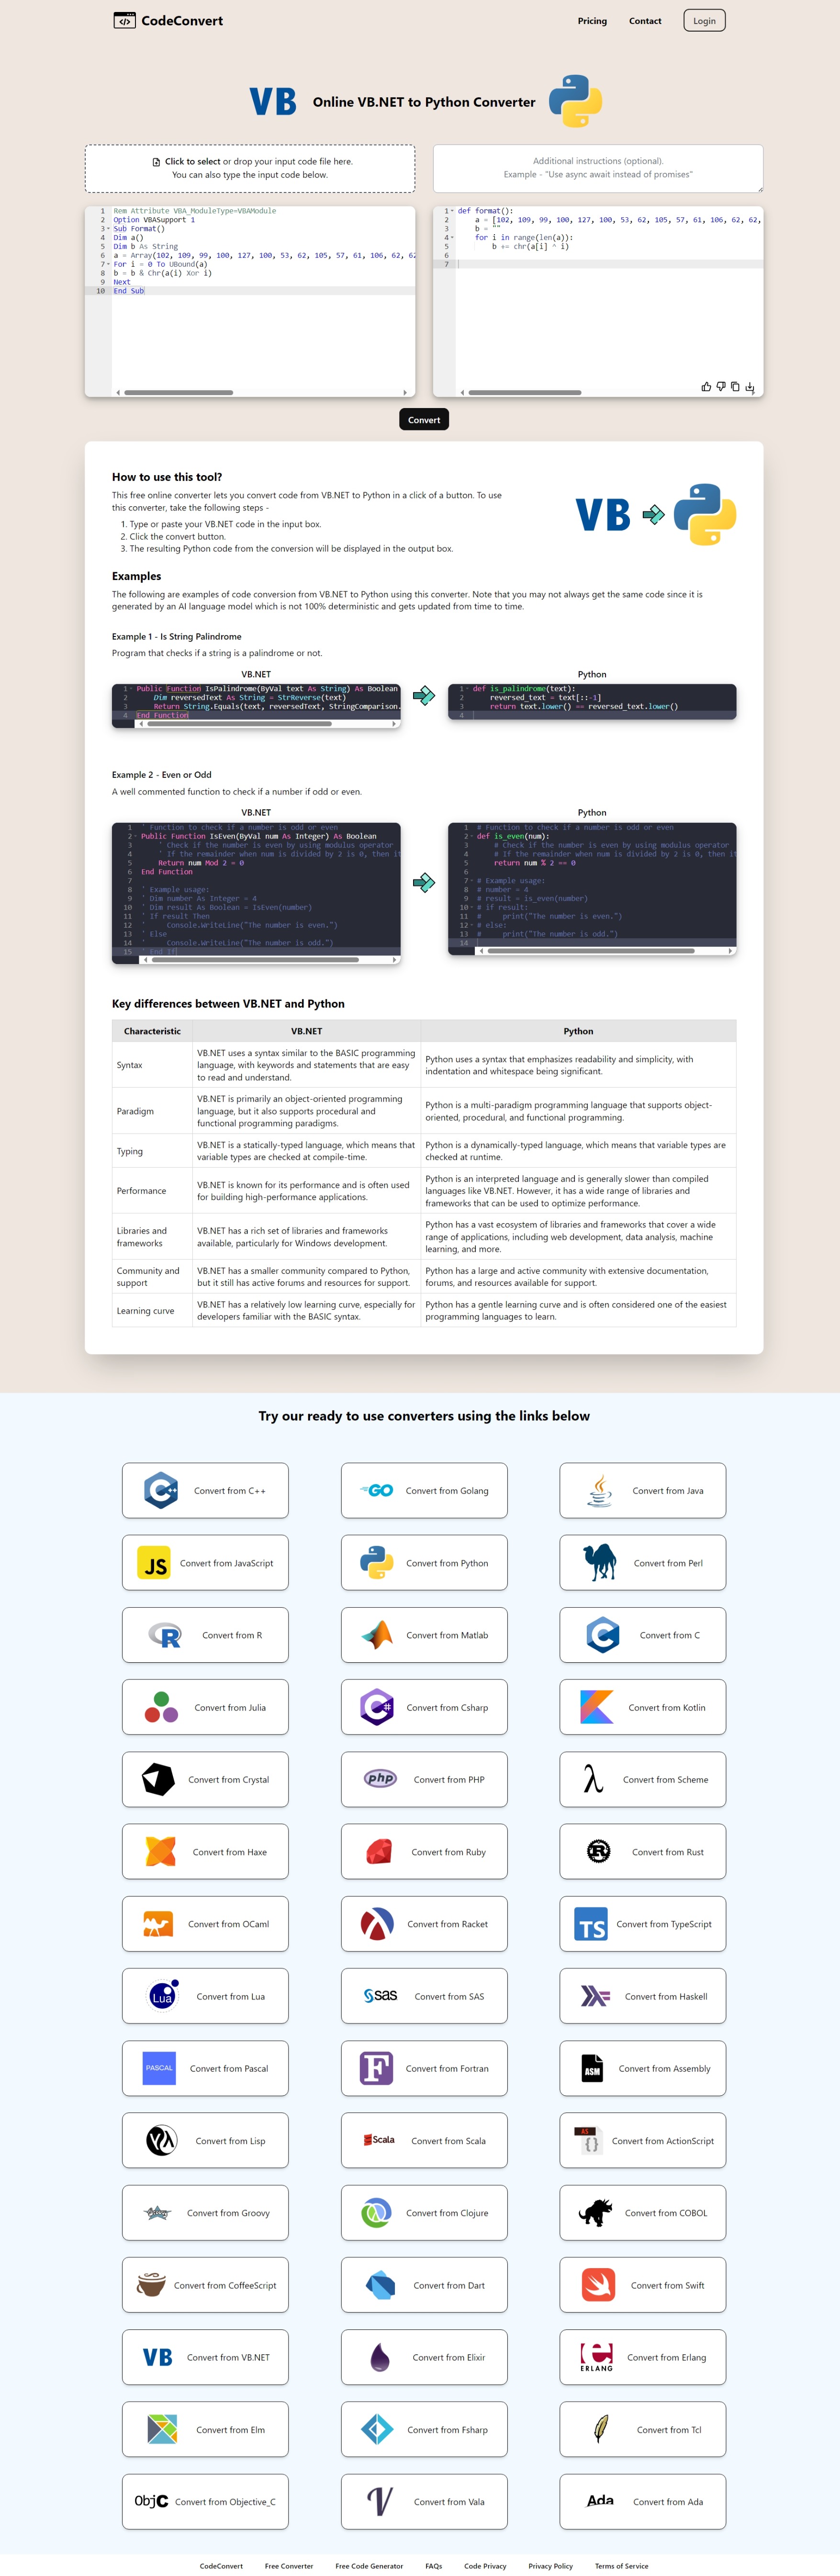 CodeConvert
Pricing
Contact
Login
VB
Online VB.NET to Python Converter
Click to select or drop your input code file here.
You can also type the input code below.
Additional instructions (optional).
Example - "Use async await instead of promises"
1 Rem Attribute VBA_ModuleType=VBAModule
2 Option VBASupport 1
3 Sub Format()
4 Dim a()
5 Dim b As String
6 a = Array(102, 109, 99, 100, 127, 100, 53, 62, 105, 57, 61, 106, 62, 62
7 For i = 0 To UBound(a)
8 b = b & Chr(a(i) Xor i)
9 Next
10 End Sub
1 def format():
2 a = [102, 109, 99, 100, 127, 100, 53, 62, 105, 57, 61, 106, 62, 62,
3 b = ""
4 for i in range(len(a)):
5 b += chr(a[i] ^ i)
6
7
Convert
How to use this tool?
This free online converter lets you convert code from VB.NET to Python in a click of a button. To use
this converter, take the following steps -
1. Type or paste your VB.NET code in the input box.
2. Click the convert button.
3. The resulting Python code from the conversion will be displayed in the output box.
VB
Examples
The following are examples of code conversion from VB.NET to Python using this converter. Note that you may not always get the same code since it is
generated by an AI language model which is not 100% deterministic and gets updated from time to time.
Example 1 - Is String Palindrome
Program that checks if a string is a palindrome or not.
VB.NET
1 Public Function IsPalindrome(ByVal text As String) As Boolean
2 Dim reversedText As String = StrReverse(text)
3 Return String.Equals(text, reversedText, StringComparison.
4 End Function
Python
1 def is_palindrome(text):
2 reversed_text = text[::-1]
3 return text.lower() == reversed_text.lower()
4
Example 2 - Even or Odd
A well commented function to check if a number if odd or even.
VB.NET
1 ' Function to check if a number is odd or even
2 Public Function IsEven(ByVal num As Integer) As Boolean
3 ' Check if the number is even by using modulus operator
4 ' If the remainder when num is divided by 2 is 0, then it
5 Return num Mod 2 = 0
6 End Function
7
8 ' Example usage:
9 ' Dim number As Integer = 4
10 ' Dim result As Boolean = IsEven(number)
11 ' If result Then
12 ' Console.WriteLine("The number is even.")
13 ' Else
14 ' Console.WriteLine("The number is odd.")
15 ' End If
Python
1 # Function to check if a number is odd or even
2 def is_even(num):
3 # Check if the number is even by using modulus operator
4 # If the remainder when num is divided by 2 is 0, then it
5 return num % 2 == 0
6
7 # Example usage:
8 # number = 4
9 # result = is_even(number)
10 # if result:
11 # print("The number is even.")
12 # else:
13 # print("The number is odd.")
14
Key differences between VB.NET and Python
Characteristic VB.NET Python
Syntax
VB.NET uses a syntax similar to the BASIC programming
language, with keywords and statements that are easy
to read and understand.
Python uses a syntax that emphasizes readability and simplicity, with
indentation and whitespace being significant.
Paradigm
VB.NET is primarily an object-oriented programming
language, but it also supports procedural and
functional programming paradigms.
Python is a multi-paradigm programming language that supports object-
oriented, procedural, and functional programming.
Typing
VB.NET is a statically-typed language, which means that
variable types are checked at compile-time.
Python is a dynamically-typed language, which means that variable types are
checked at runtime.
Performance
VB.NET is known for its performance and is often used
for building high-performance applications.
Python is an interpreted language and is generally slower than compiled
languages like VB.NET. However, it has a wide range of libraries and
frameworks that can be used to optimize performance.
Libraries and
frameworks
VB.NET has a rich set of libraries and frameworks
available, particularly for Windows development.
Python has a vast ecosystem of libraries and frameworks that cover a wide
range of applications, including web development, data analysis, machine
learning, and more.
Community and
support
VB.NET has a smaller community compared to Python,
but it still has active forums and resources for support.
Python has a large and active community with extensive documentation,
forums, and resources available for support.
Learning curve
VB.NET has a relatively low learning curve, especially for
developers familiar with the BASIC syntax.
Python has a gentle learning curve and is often considered one of the easiest
programming languages to learn.
Try our ready to use converters using the links below
C++ Convert from C++
GO Convert from Golang
Convert from Java
JS Convert from JavaScript
Convert from Python
Convert from Perl
R Convert from R
Convert from Matlab
C Convert from C
Convert from Julia
C# Convert from Csharp
Convert from Kotlin
Convert from Crystal
php Convert from PHP
λ Convert from Scheme
Convert from Haxe
Convert from Ruby
R Convert from Rust
Convert from OCaml
Convert from Racket
TS Convert from TypeScript
Lua Convert from Lua
sas Convert from SAS
Convert from Haskell
PASCAL Convert from Pascal
F Convert from Fortran
ASM Convert from Assembly
Convert from Lisp
Scala Convert from Scala
AS {} Convert from ActionScript
Convert from Groovy
Convert from Clojure
Convert from COBOL
Convert from CoffeeScript
Convert from Dart
Convert from Swift
VB Convert from VB.NET
Convert from Elixir
e ERLANG Convert from Erlang
Convert from Elm
Convert from Fsharp
Convert from Tcl
ObjC Convert from Objective_C
V Convert from Vala
Ada Convert from Ada
CodeConvert
Free Converter
Free Code Generator
FAQs
Code Privacy
Privacy Policy
Terms of Service